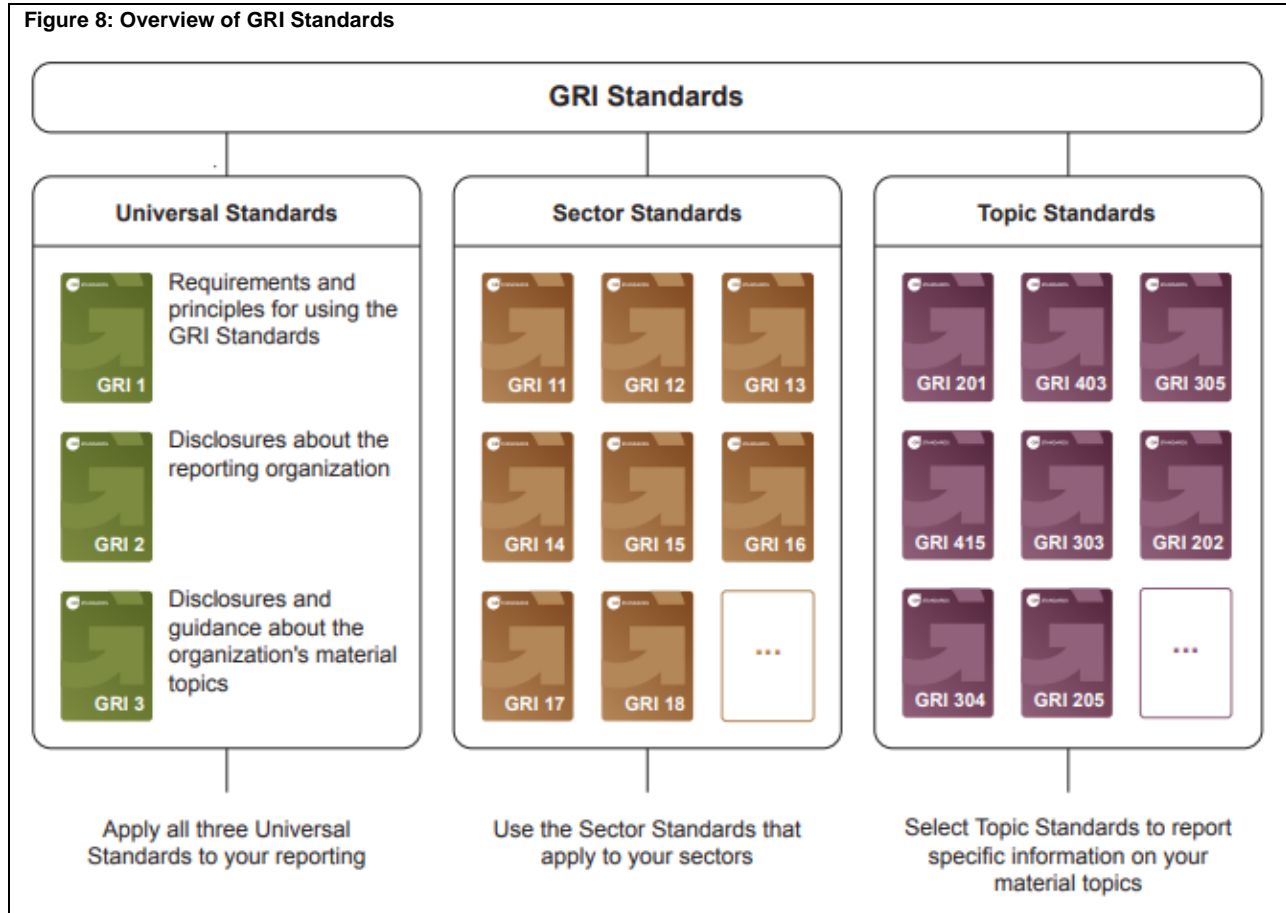 Figure 8: Overview of GRI Standards
GRI Standards
Universal Standards
GRI 1
Requirements and
principles for using the
GRI Standards
GRI 2
Disclosures about the
reporting organization
GRI 3
Disclosures and
guidance about the
organization's material
topics
Apply all three Universal
Standards to your reporting
Sector Standards
GRI 11
GRI 12
GRI 13
GRI 14
GRI 15
GRI 16
GRI 17
GRI 18
...
Use the Sector Standards that
apply to your sectors
Topic Standards
GRI 201
GRI 403
GRI 305
GRI 415
GRI 303
GRI 202
GRI 304
GRI 205
...
Select Topic Standards to report
specific information on your
material topics